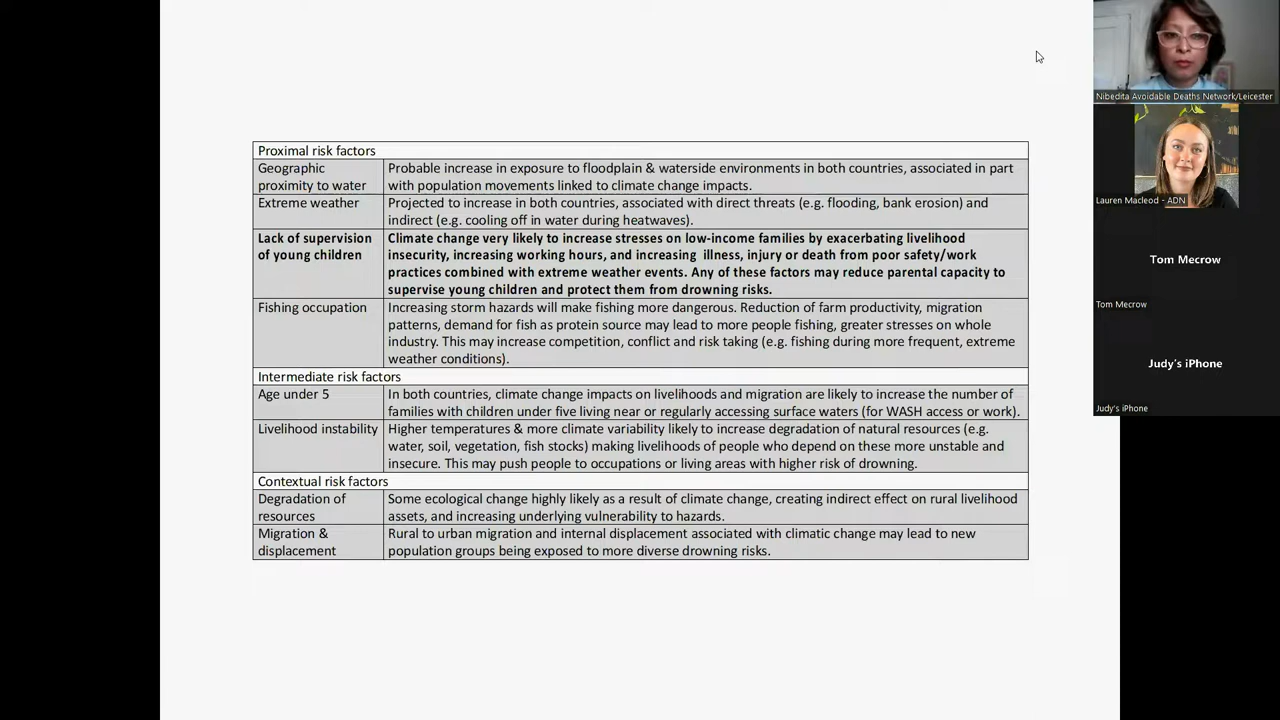 Proximal risk factors
Geographic
proximity to water
Probable increase in exposure to floodplain & waterside environments in both countries, associated in part
with population movements linked to climate change impacts.
Extreme weather
Projected to increase in both countries, associated with direct threats (e.g. flooding, bank erosion) and
indirect (e.g. cooling off in water during heatwaves).
Lack of supervision
of young children
Climate change very likely to increase stresses on low-income families by exacerbating livelihood
insecurity, increasing working hours, and increasing illness, injury or death from poor safety/work
practices combined with extreme weather events. Any of these factors may reduce parental capacity to
supervise young children and protect them from drowning risks.
Fishing occupation
Increasing storm hazards will make fishing more dangerous. Reduction of farm productivity, migration
patterns, demand for fish as protein source may lead to more people fishing, greater stresses on whole
industry. This may increase competition, conflict and risk taking (e.g. fishing during more frequent, extreme
weather conditions).
Intermediate risk factors
Age under 5
In both countries, climate change impacts on livelihoods and migration are likely to increase the number of
families with children under five living near or regularly accessing surface waters (for WASH access or work).
Livelihood instability
Higher temperatures & more climate variability likely to increase degradation of natural resources (e.g.
water, soil, vegetation, fish stocks) making livelihoods of people who depend on these more unstable and
insecure. This may push people to occupations or living areas with higher risk of drowning.
Contextual risk factors
Degradation of
resources
Some ecological change highly likely as a result of climate change, creating indirect effect on rural livelihood
assets, and increasing underlying vulnerability to hazards.
Migration &
displacement
Rural to urban migration and internal displacement associated with climatic change may lead to new
population groups being exposed to more diverse drowning risks.
Nibedita Avoidable Deaths Network/Leicester
Lauren Macleod - ADN
Tom Mecrow
Tom Mecrow
Judy's iPhone
Judy's iPhone